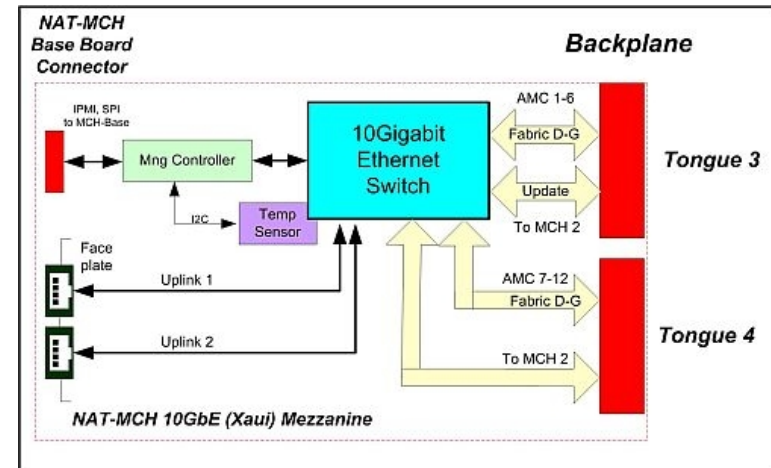 NAT-MCH
Base Board
Connector
Backplane
IPMI, SPI
to MCH-Base
Mng Controller
I2C
Temp
Sensor
10Gigabit
Ethernet
Switch
AMC 1-6
Fabric D-G
Update
To MCH 2
Tongue 3
Face
plate
Uplink 1
Uplink 2
AMC 7-12
Fabric D-G
To MCH 2
Tongue 4
NAT-MCH 10GbE (Xaui) Mezzanine